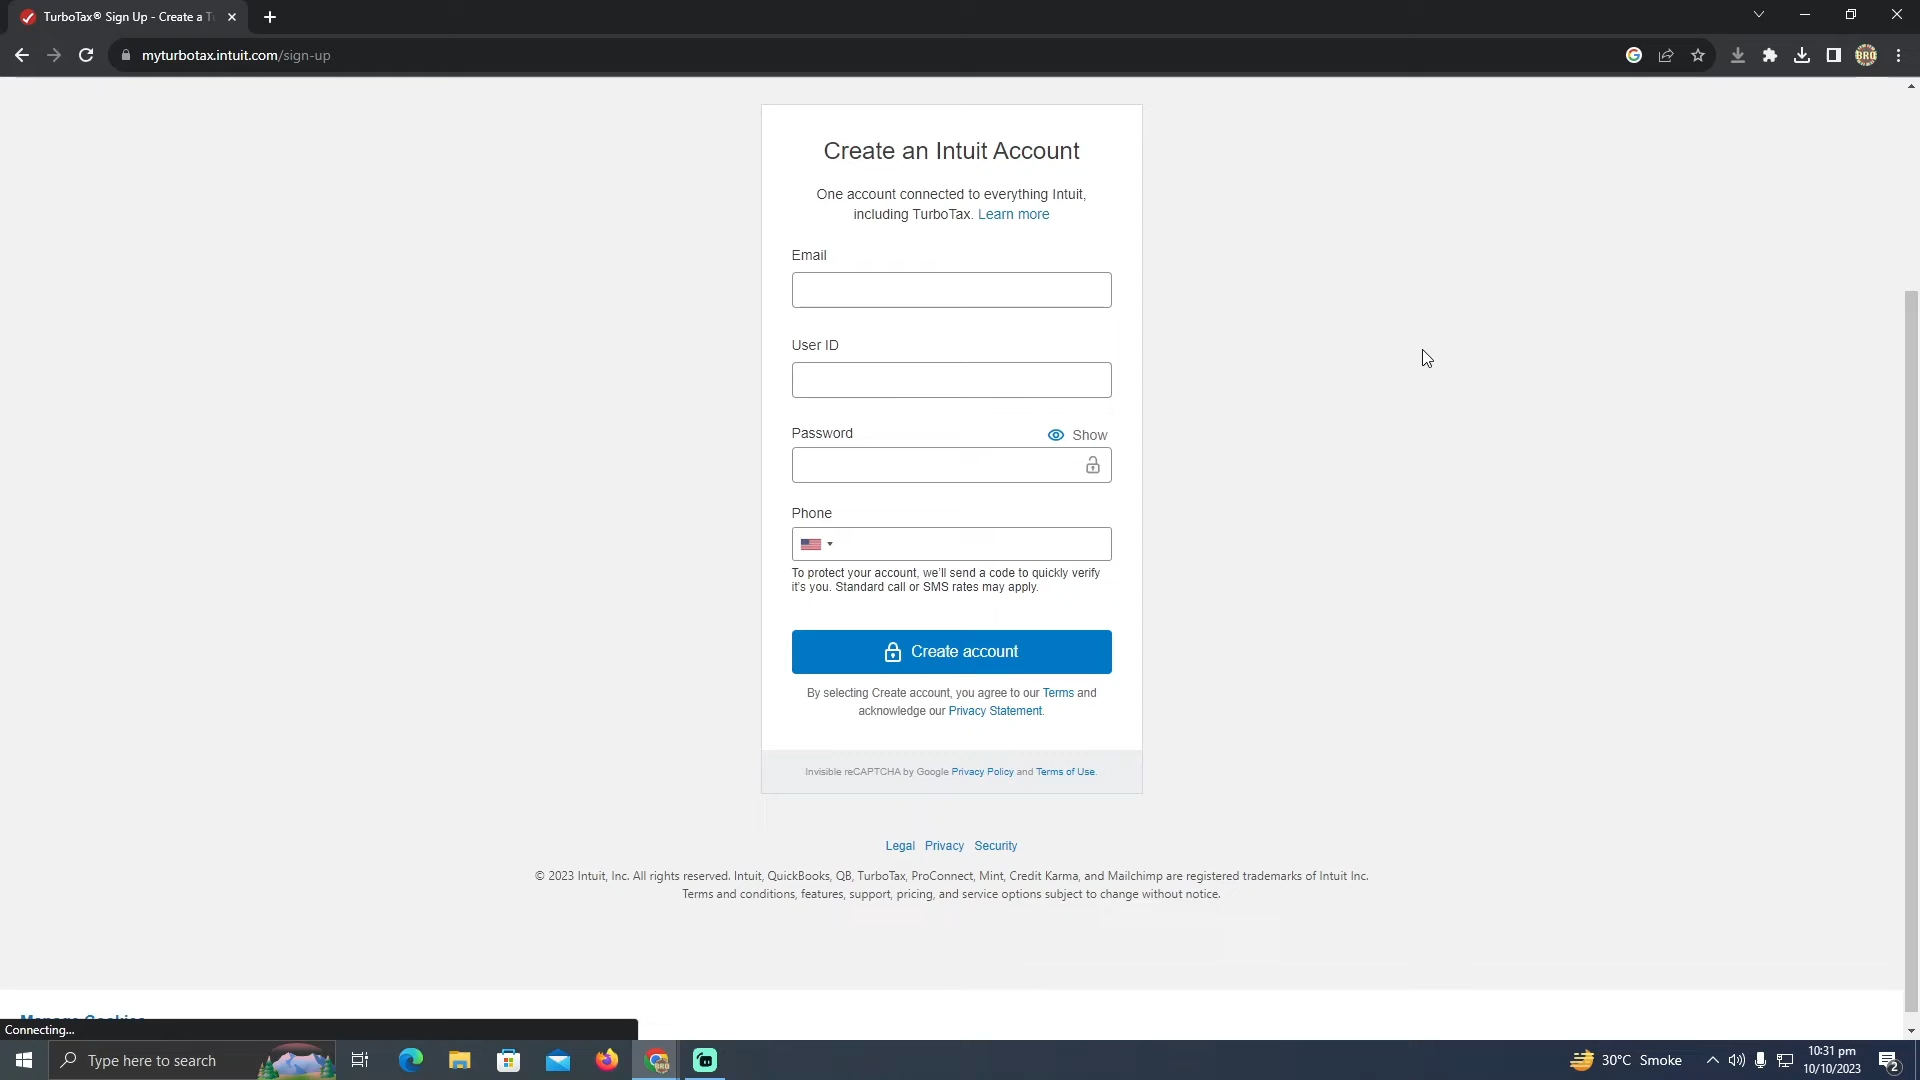 TurboTax® Sign Up - Create a T
myturbotax.intuit.com/sign-up
BRO
Create an Intuit Account
One account connected to everything Intuit,
including TurboTax. Learn more
Email
User ID
Password
Show
Phone
To protect your account, we'll send a code to quickly verify
it's you. Standard call or SMS rates may apply.
Create account
By selecting Create account, you agree to our Terms and
acknowledge our Privacy Statement.
Invisible reCAPTCHA by Google Privacy Policy and Terms of Use.
Legal Privacy Security
© 2023 Intuit, Inc. All rights reserved. Intuit, QuickBooks, QB, TurboTax, ProConnect, Mint, Credit Karma, and Mailchimp are registered trademarks of Intuit Inc.
Terms and conditions, features, support, pricing, and service options subject to change without notice.
Manage Cookies
Connecting...
Type here to search
30°C Smoke
10:31 pm
10/10/2023
2